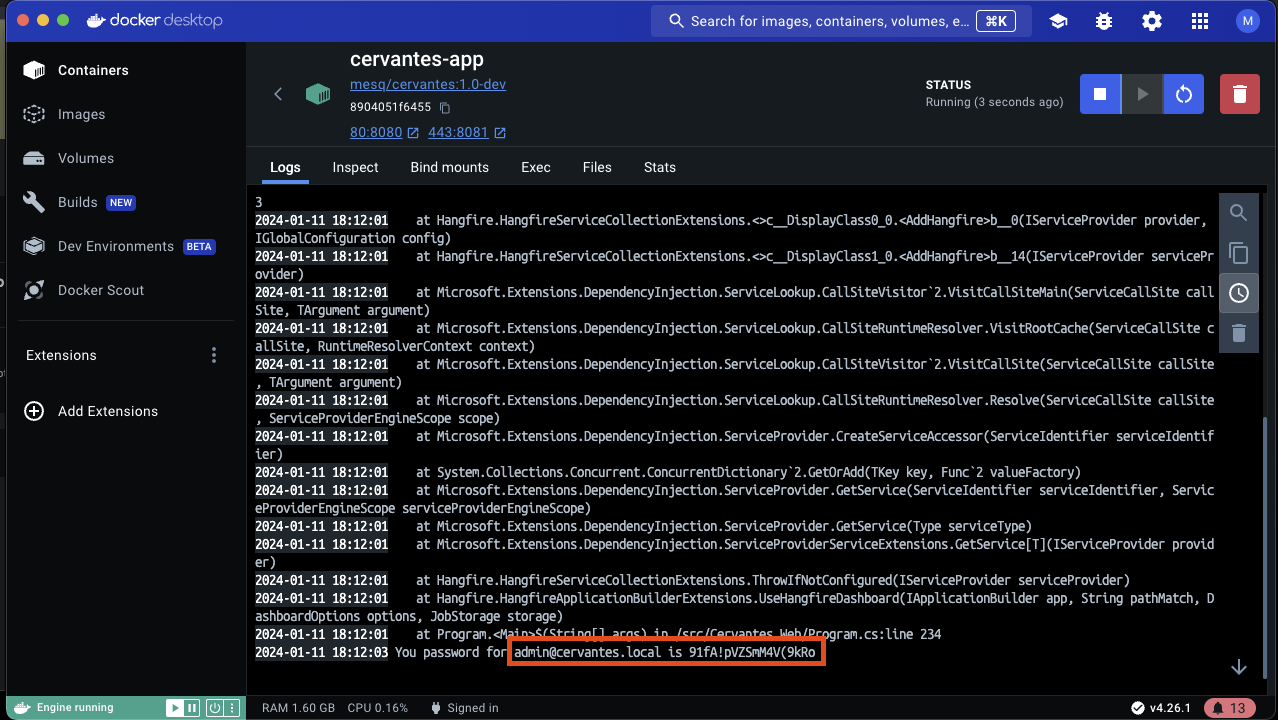 docker desktop
Search for images, containers, volumes, e... ⌘K
M
Containers
Images
Volumes
Builds NEW
Dev Environments BETA
Docker Scout
Extensions
Add Extensions
cervantes-app
mesq/cervantes:1.0-dev
8904051f6455
80:8080 443:8081
STATUS
Running (3 seconds ago)
Logs Inspect Bind mounts Exec Files Stats
3
2024-01-11 18:12:01 at Hangfire.HangfireServiceCollectionExtensions.<>c__DisplayClass0_0.<AddHangfire>b__0(IServiceProvider provider,
IGlobalConfiguration config)
2024-01-11 18:12:01 at Hangfire.HangfireServiceCollectionExtensions.<>c__DisplayClass1_0.<AddHangfire>b__14(IServiceProvider servicePr
ovider)
2024-01-11 18:12:01 at Microsoft.Extensions.DependencyInjection.ServiceLookup.CallSiteVisitor`2.VisitCallSiteMain(ServiceCallSite call
Site, TArgument argument)
2024-01-11 18:12:01 at Microsoft.Extensions.DependencyInjection.ServiceLookup.CallSiteRuntimeResolver.VisitRootCache(ServiceCallSite c
allSite, RuntimeResolverContext context)
2024-01-11 18:12:01 at Microsoft.Extensions.DependencyInjection.ServiceLookup.CallSiteVisitor`2.VisitCallSite(ServiceCallSite callSite
, TArgument argument)
2024-01-11 18:12:01 at Microsoft.Extensions.DependencyInjection.ServiceLookup.CallSiteRuntimeResolver.Resolve(ServiceCallSite callSite
, ServiceProviderEngineScope scope)
2024-01-11 18:12:01 at Microsoft.Extensions.DependencyInjection.ServiceProvider.CreateServiceAccessor(ServiceIdentifier serviceIdentif
ier)
2024-01-11 18:12:01 at System.Collections.Concurrent.ConcurrentDictionary`2.GetOrAdd(TKey key, Func`2 valueFactory)
2024-01-11 18:12:01 at Microsoft.Extensions.DependencyInjection.ServiceProvider.GetService(ServiceIdentifier serviceIdentifier, Servic
eProviderEngineScope serviceProviderEngineScope)
2024-01-11 18:12:01 at Microsoft.Extensions.DependencyInjection.ServiceProvider.GetService(Type serviceType)
2024-01-11 18:12:01 at Microsoft.Extensions.DependencyInjection.ServiceProviderServiceExtensions.GetService[T](IServiceProvider provid
er)
2024-01-11 18:12:01 at Hangfire.HangfireServiceCollectionExtensions.ThrowIfNotConfigured(IServiceProvider serviceProvider)
2024-01-11 18:12:01 at Hangfire.HangfireApplicationBuilderExtensions.UseHangfireDashboard(IApplicationBuilder app, String pathMatch, D
ashboardOptions options, JobStorage storage)
2024-01-11 18:12:01 at Program.<Main>$(String[] args) in /src/Cervantes.Web/Program.cs:line 234
2024-01-11 18:12:03 You password for admin@cervantes.local is 91fA!pVZSmM4V(9kRo
Engine running
RAM 1.60 GB CPU 0.16% Signed in
v4.26.1
13